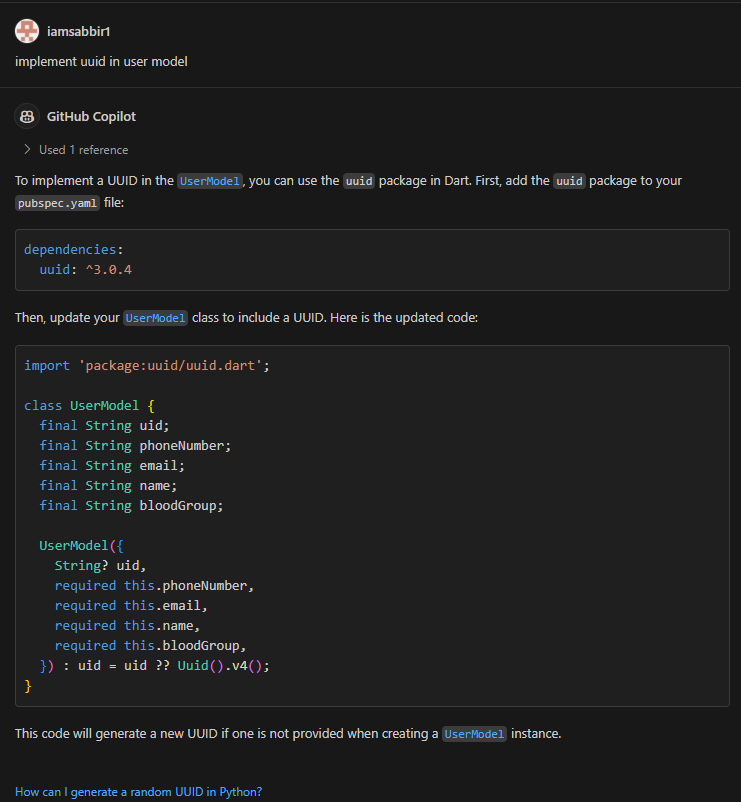 iamsabbir1
implement uuid in user model
GitHub Copilot
Used 1 reference
To implement a UUID in the UserModel, you can use the uuid package in Dart. First, add the uuid package to your
pubspec.yaml file:
dependencies:
  uuid: ^3.0.4
Then, update your UserModel class to include a UUID. Here is the updated code:
import 'package:uuid/uuid.dart';

class UserModel {
  final String uid;
  final String phoneNumber;
  final String email;
  final String name;
  final String bloodGroup;

  UserModel({
    String? uid,
    required this.phoneNumber,
    required this.email,
    required this.name,
    required this.bloodGroup,
  }) : uid = uid ?? Uuid().v4();
}
This code will generate a new UUID if one is not provided when creating a UserModel instance.
How can I generate a random UUID in Python?